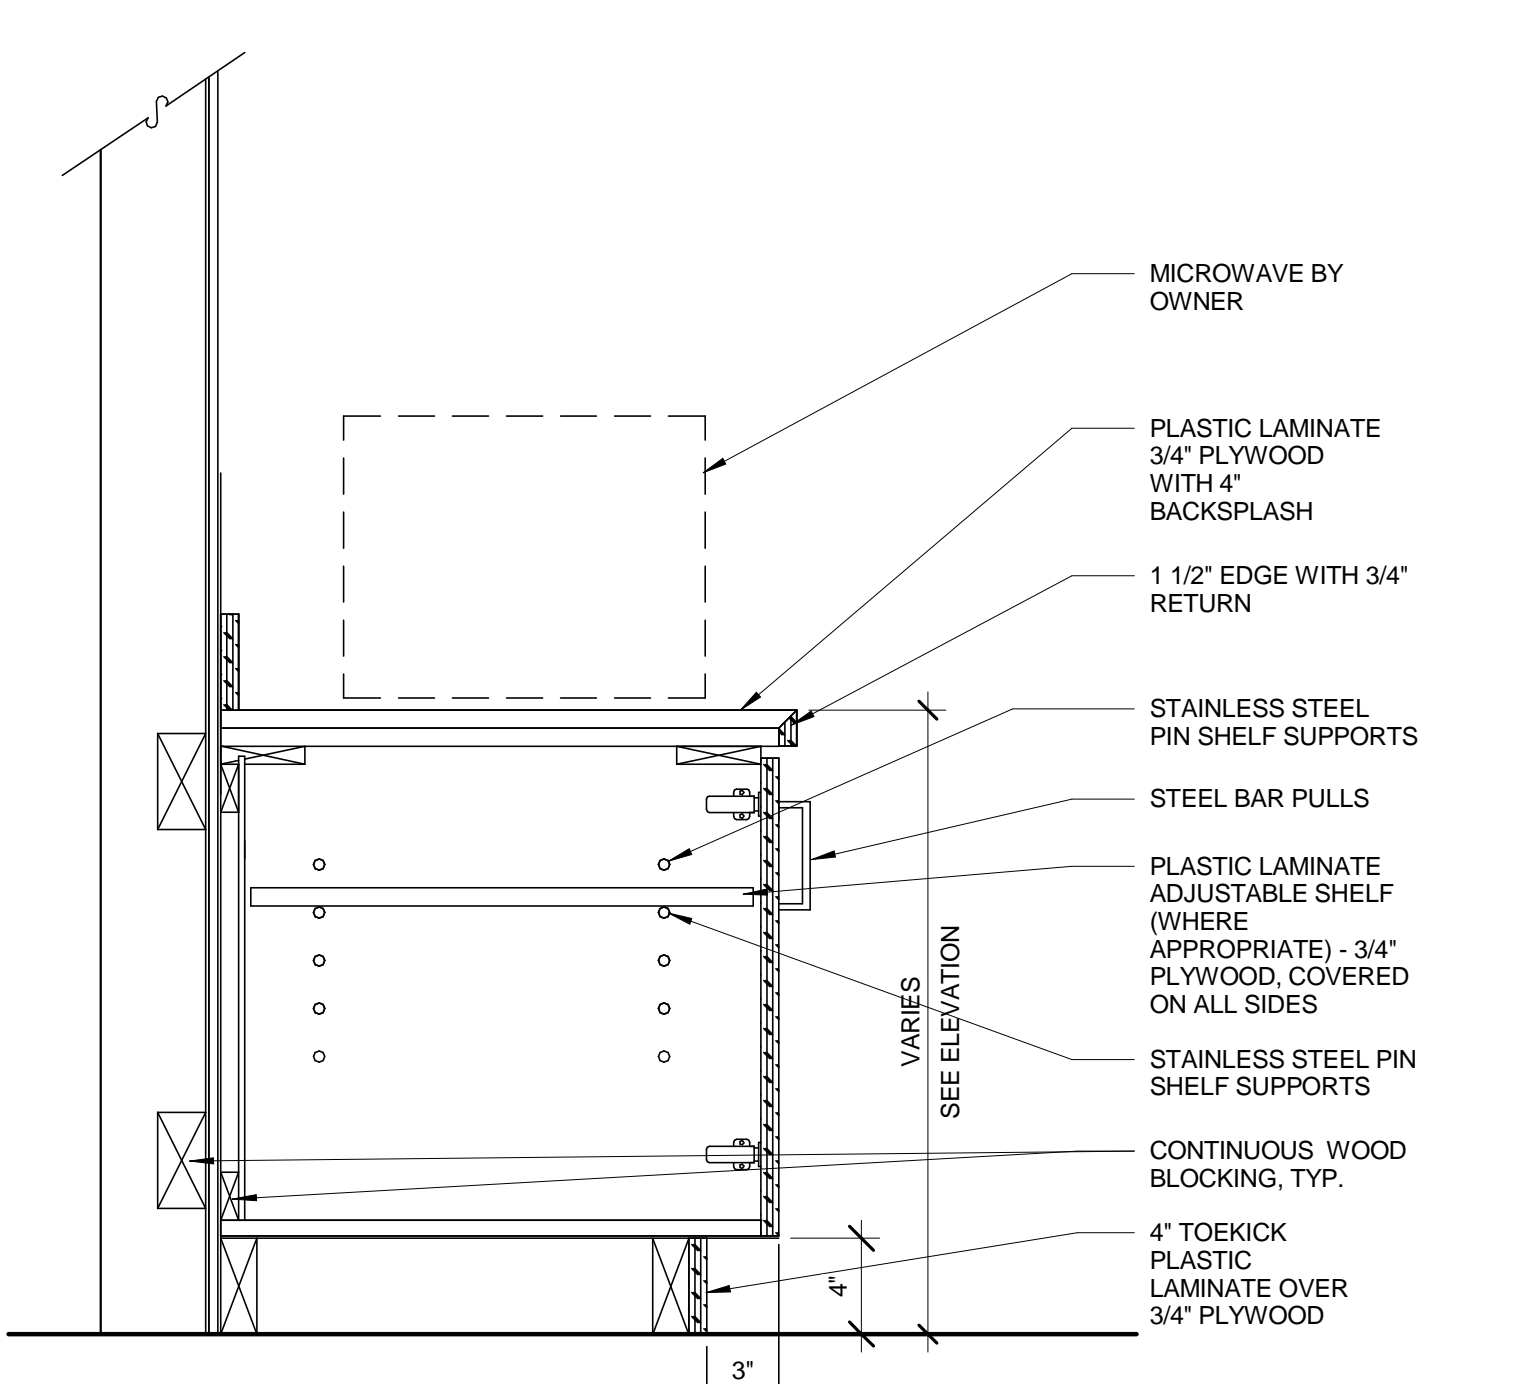 MICROWAVE BY
OWNER
PLASTIC LAMINATE
3/4" PLYWOOD
WITH 4"
BACKSPLASH
1 1/2" EDGE WITH 3/4"
RETURN
STAINLESS STEEL
PIN SHELF SUPPORTS
STEEL BAR PULLS
PLASTIC LAMINATE
ADJUSTABLE SHELF
(WHERE
APPROPRIATE) - 3/4"
PLYWOOD, COVERED
ON ALL SIDES
VARIES
SEE ELEVATION
STAINLESS STEEL PIN
SHELF SUPPORTS
CONTINUOUS  WOOD
BLOCKING, TYP.
4" TOEKICK
PLASTIC
LAMINATE OVER
3/4" PLYWOOD
4"
3"